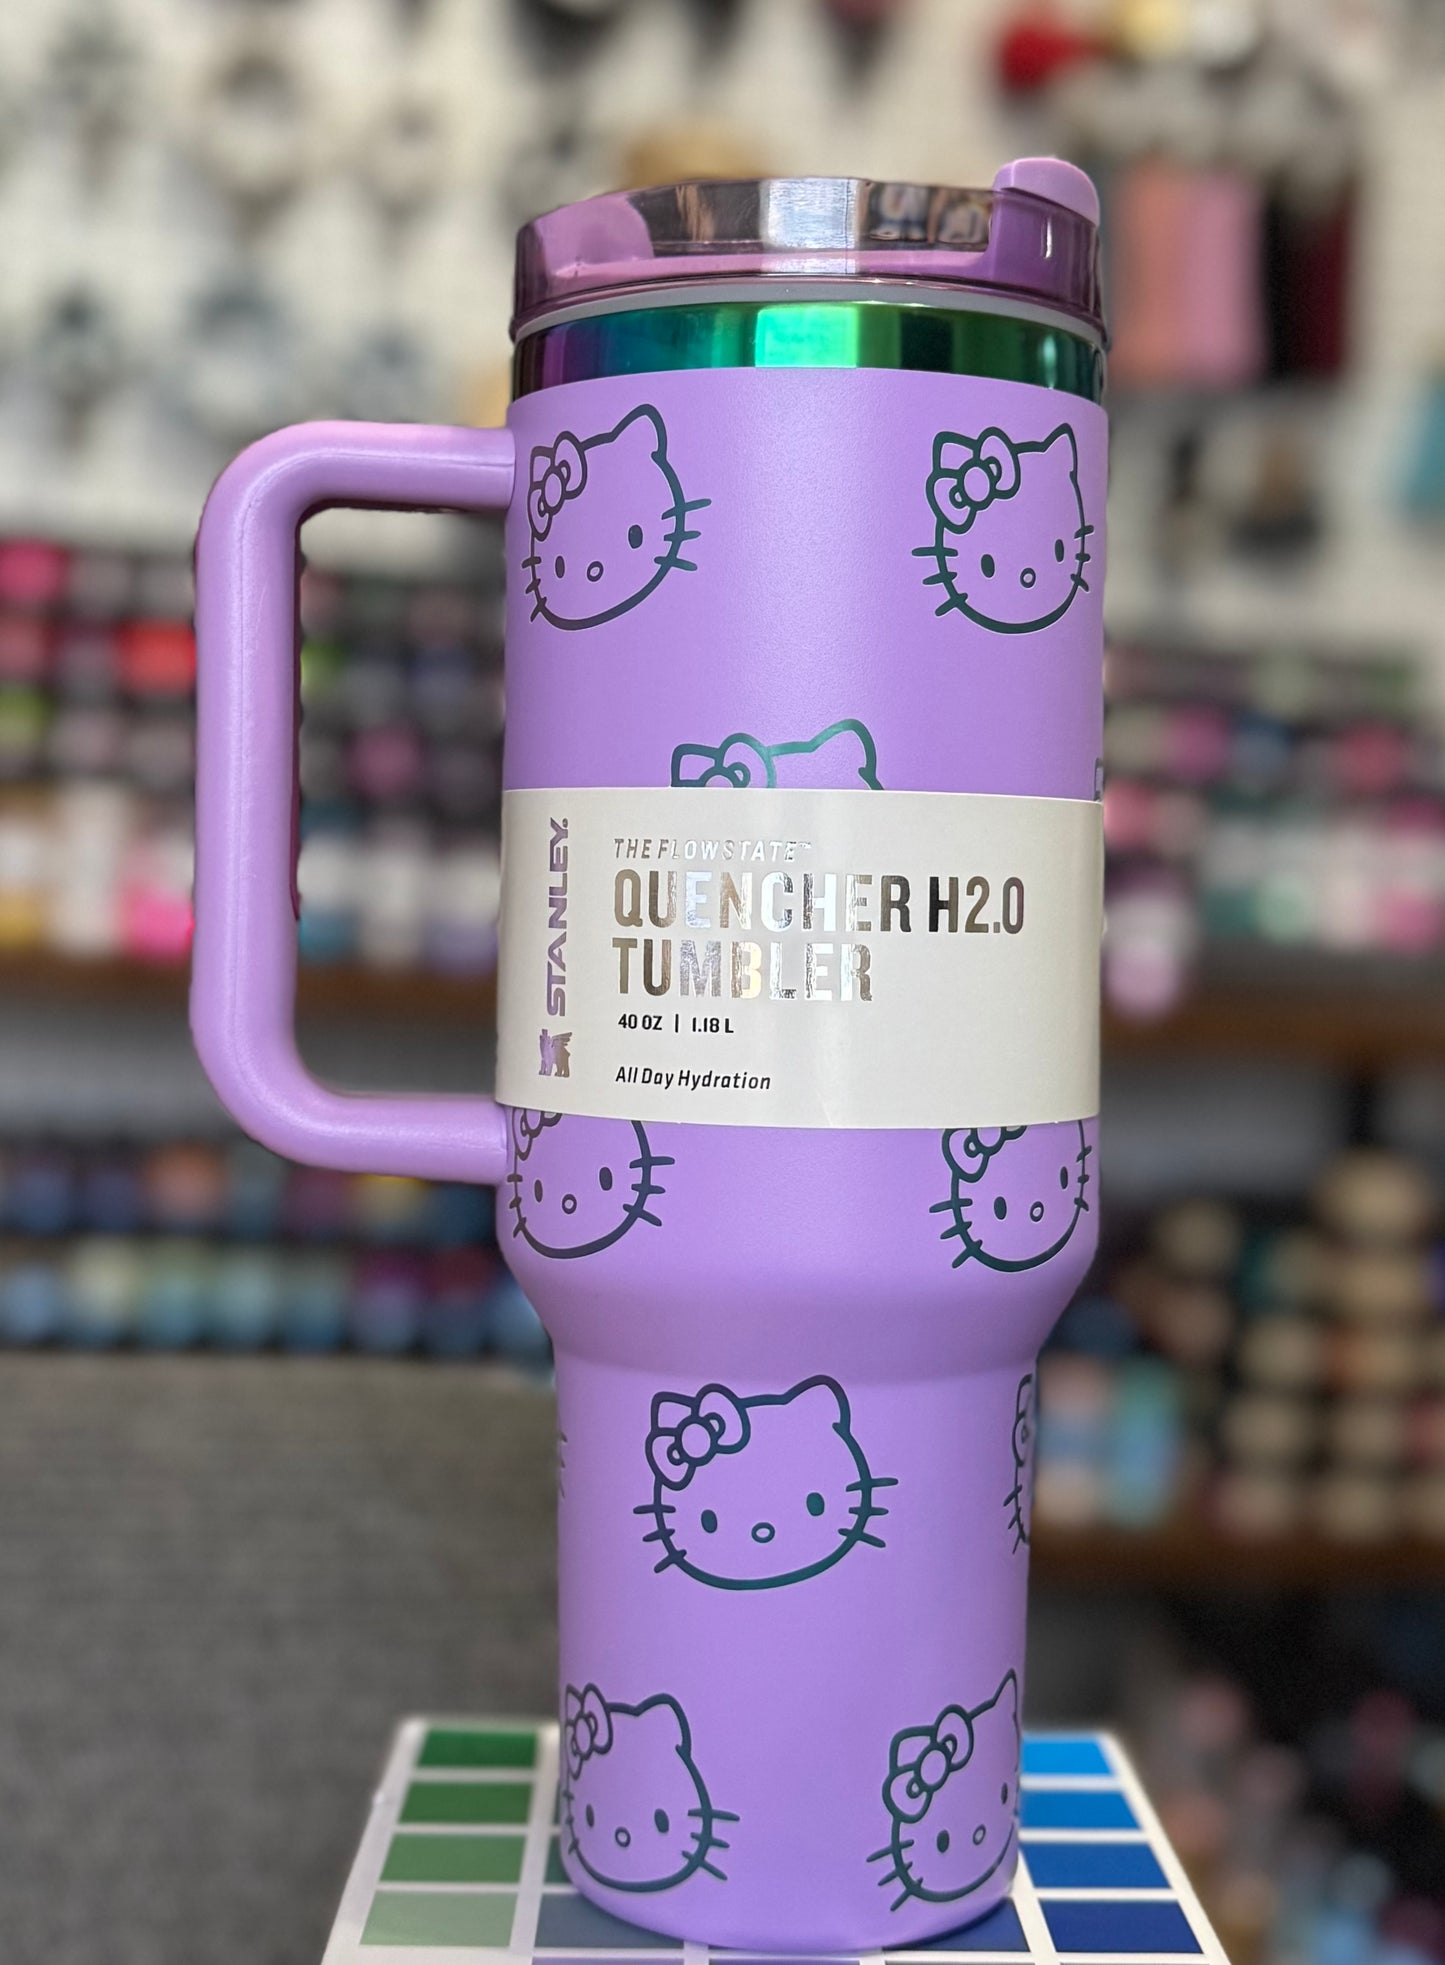 STANLEY®
THE FLOWSTATE™
QUENCHER H2.0
TUMBLER
40 OZ | 1.18 L
All Day Hydration